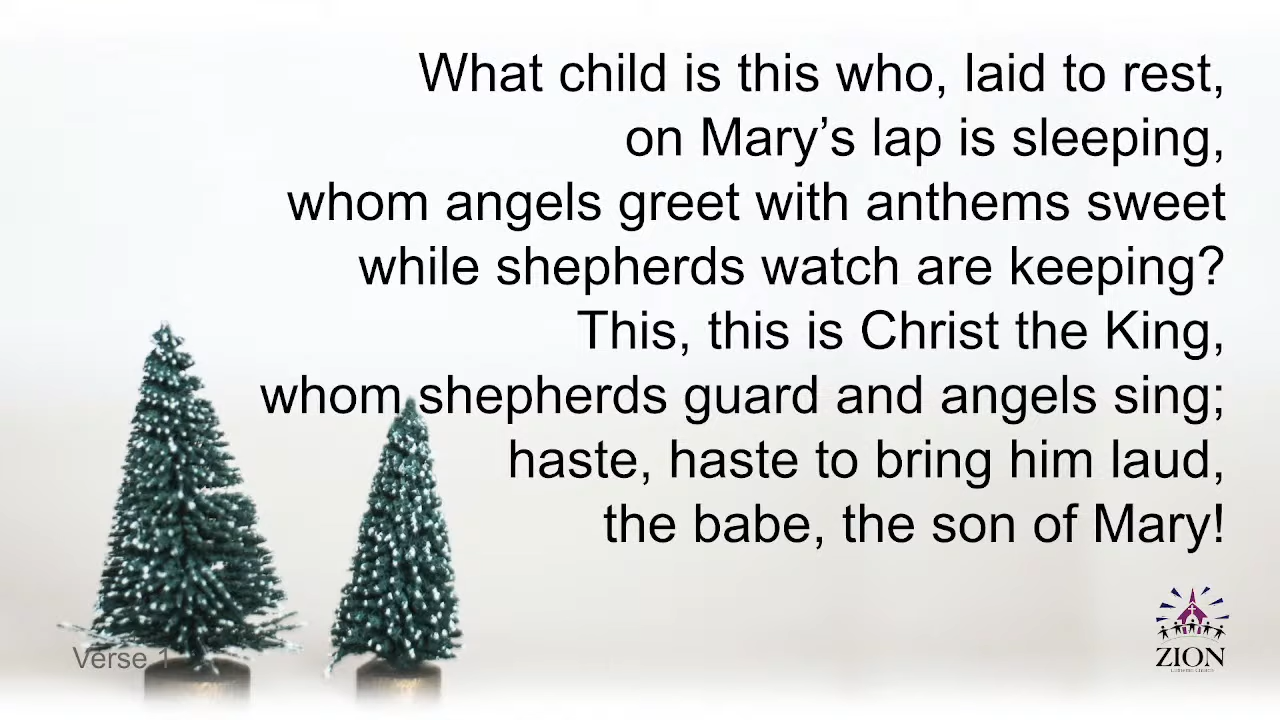 What child is this who, laid to rest,
on Mary’s lap is sleeping,
whom angels greet with anthems sweet
while shepherds watch are keeping?
This, this is Christ the King,
whom shepherds guard and angels sing;
haste, haste to bring him laud,
the babe, the son of Mary!
Verse 1
ZION